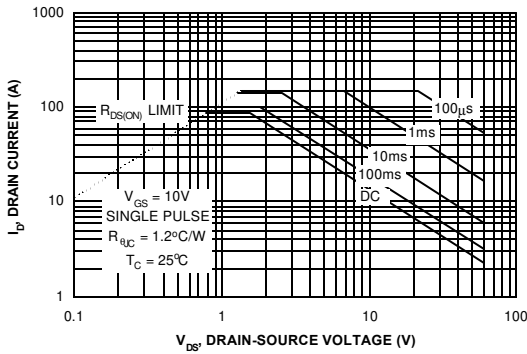 1000
100
10
1
0.1
1
10
100
I_D, DRAIN CURRENT (A)
V_DS, DRAIN-SOURCE VOLTAGE (V)
R_DS(ON) LIMIT
100μs
1ms
10ms
100ms
DC
V_GS = 10V
SINGLE PULSE
R_θJC = 1.2°C/W
T_C = 25°C